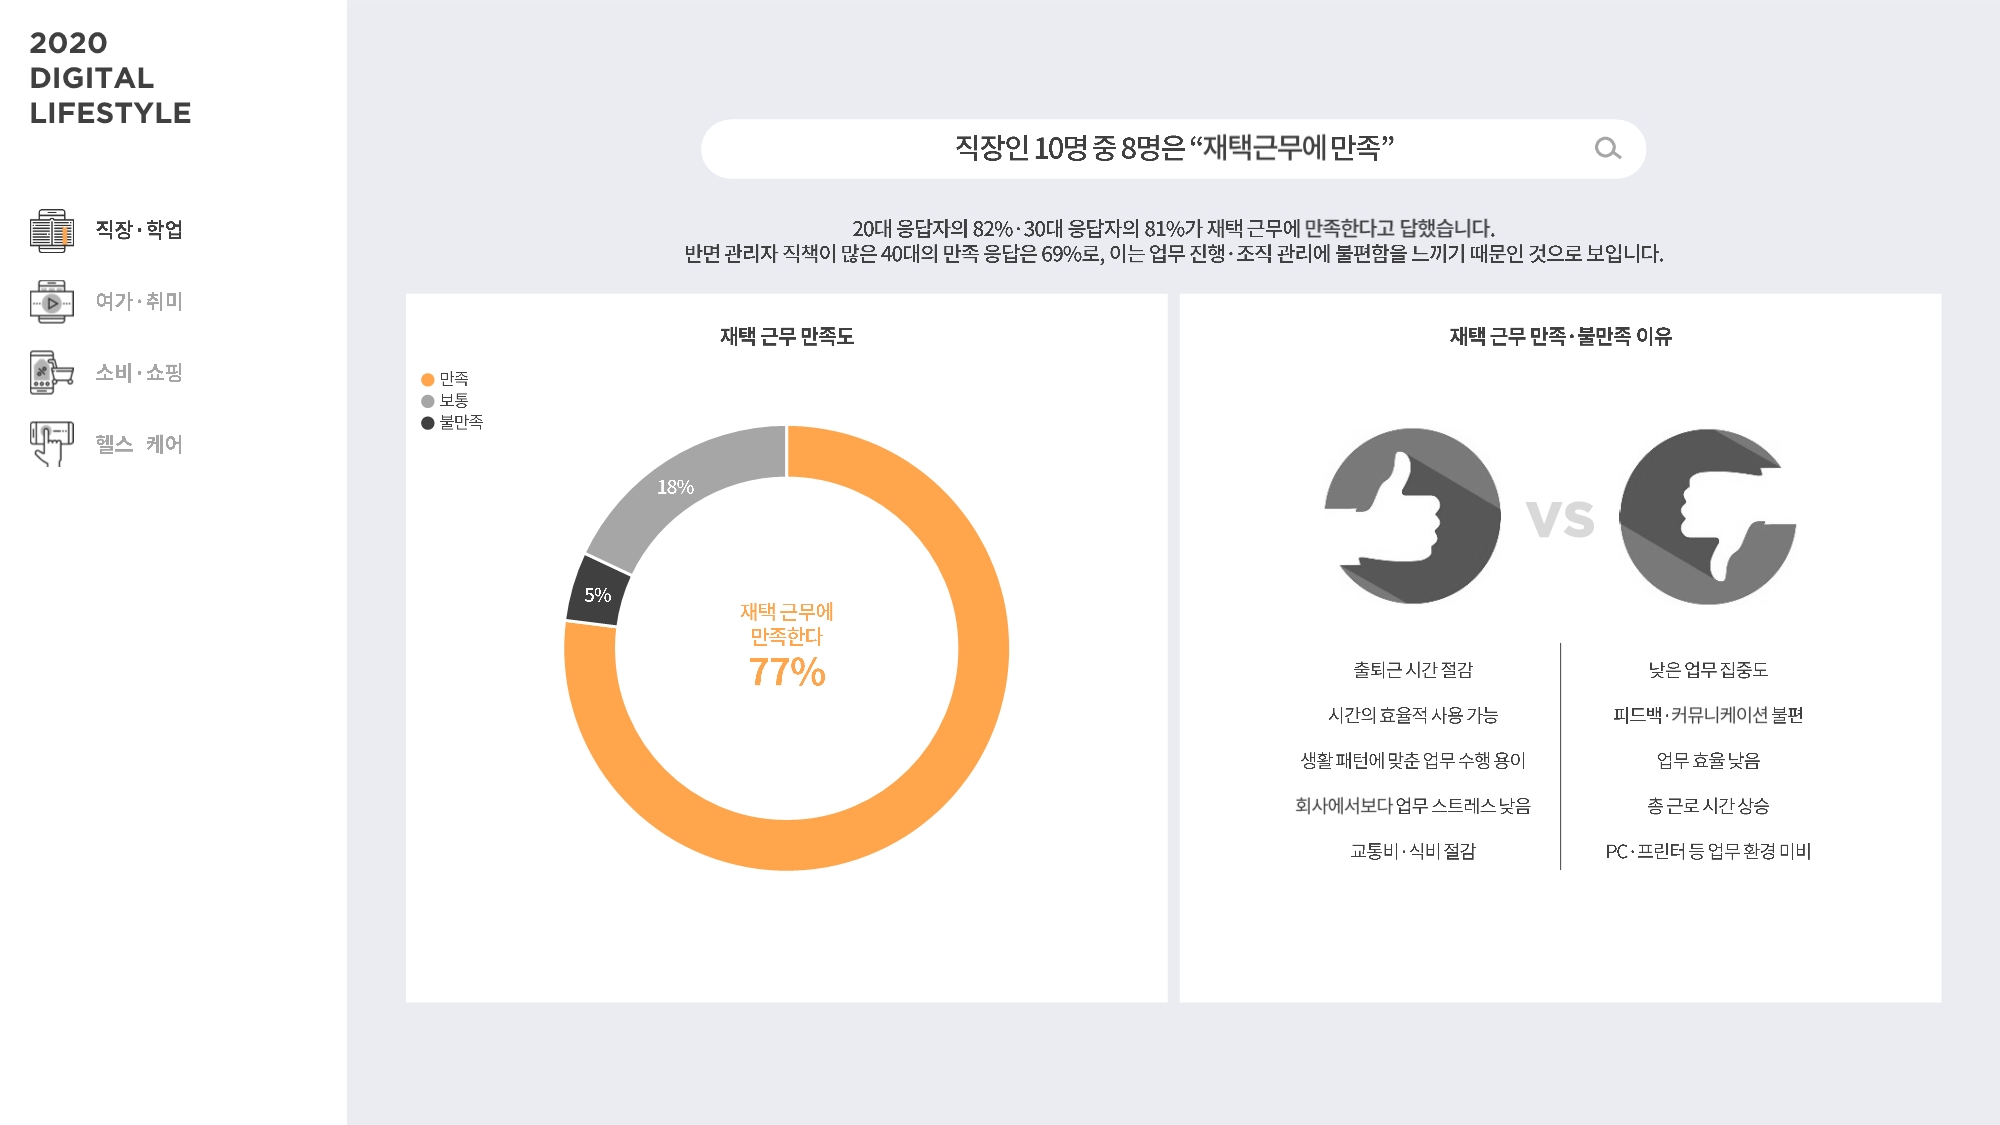 2020
DIGITAL
LIFESTYLE
직장·학업
여가·취미
소비·쇼핑
헬스 케어
직장인 10명 중 8명은 “재택근무에 만족”
20대 응답자의 82%·30대 응답자의 81%가 재택 근무에 만족한다고 답했습니다.
반면 관리자 직책이 많은 40대의 만족 응답은 69%로, 이는 업무 진행·조직 관리에 불편함을 느끼기 때문인 것으로 보입니다.
재택 근무 만족도
만족
보통
불만족
18%
5%
재택 근무에
만족한다
77%
재택 근무 만족·불만족 이유
VS
출퇴근 시간 절감
시간의 효율적 사용 가능
생활 패턴에 맞춘 업무 수행 용이
회사에서보다 업무 스트레스 낮음
교통비·식비 절감
낮은 업무 집중도
피드백·커뮤니케이션 불편
업무 효율 낮음
총 근로 시간 상승
PC·프린터 등 업무 환경 미비